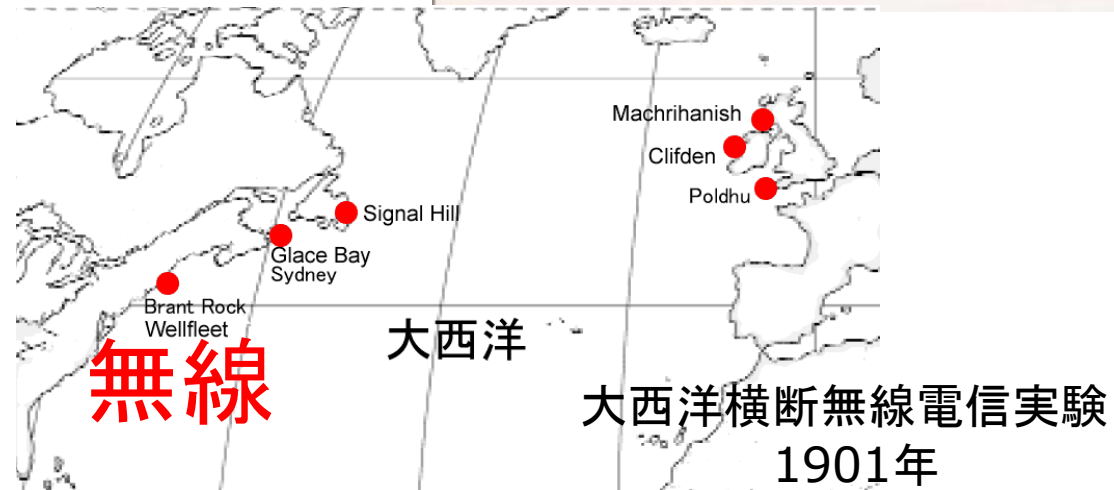 Machrihanish
Clifden
Poldhu
Signal Hill
Glace Bay
Sydney
Brant Rock
Wellfleet
無線
大西洋
大西洋横断無線電信実験
1901年